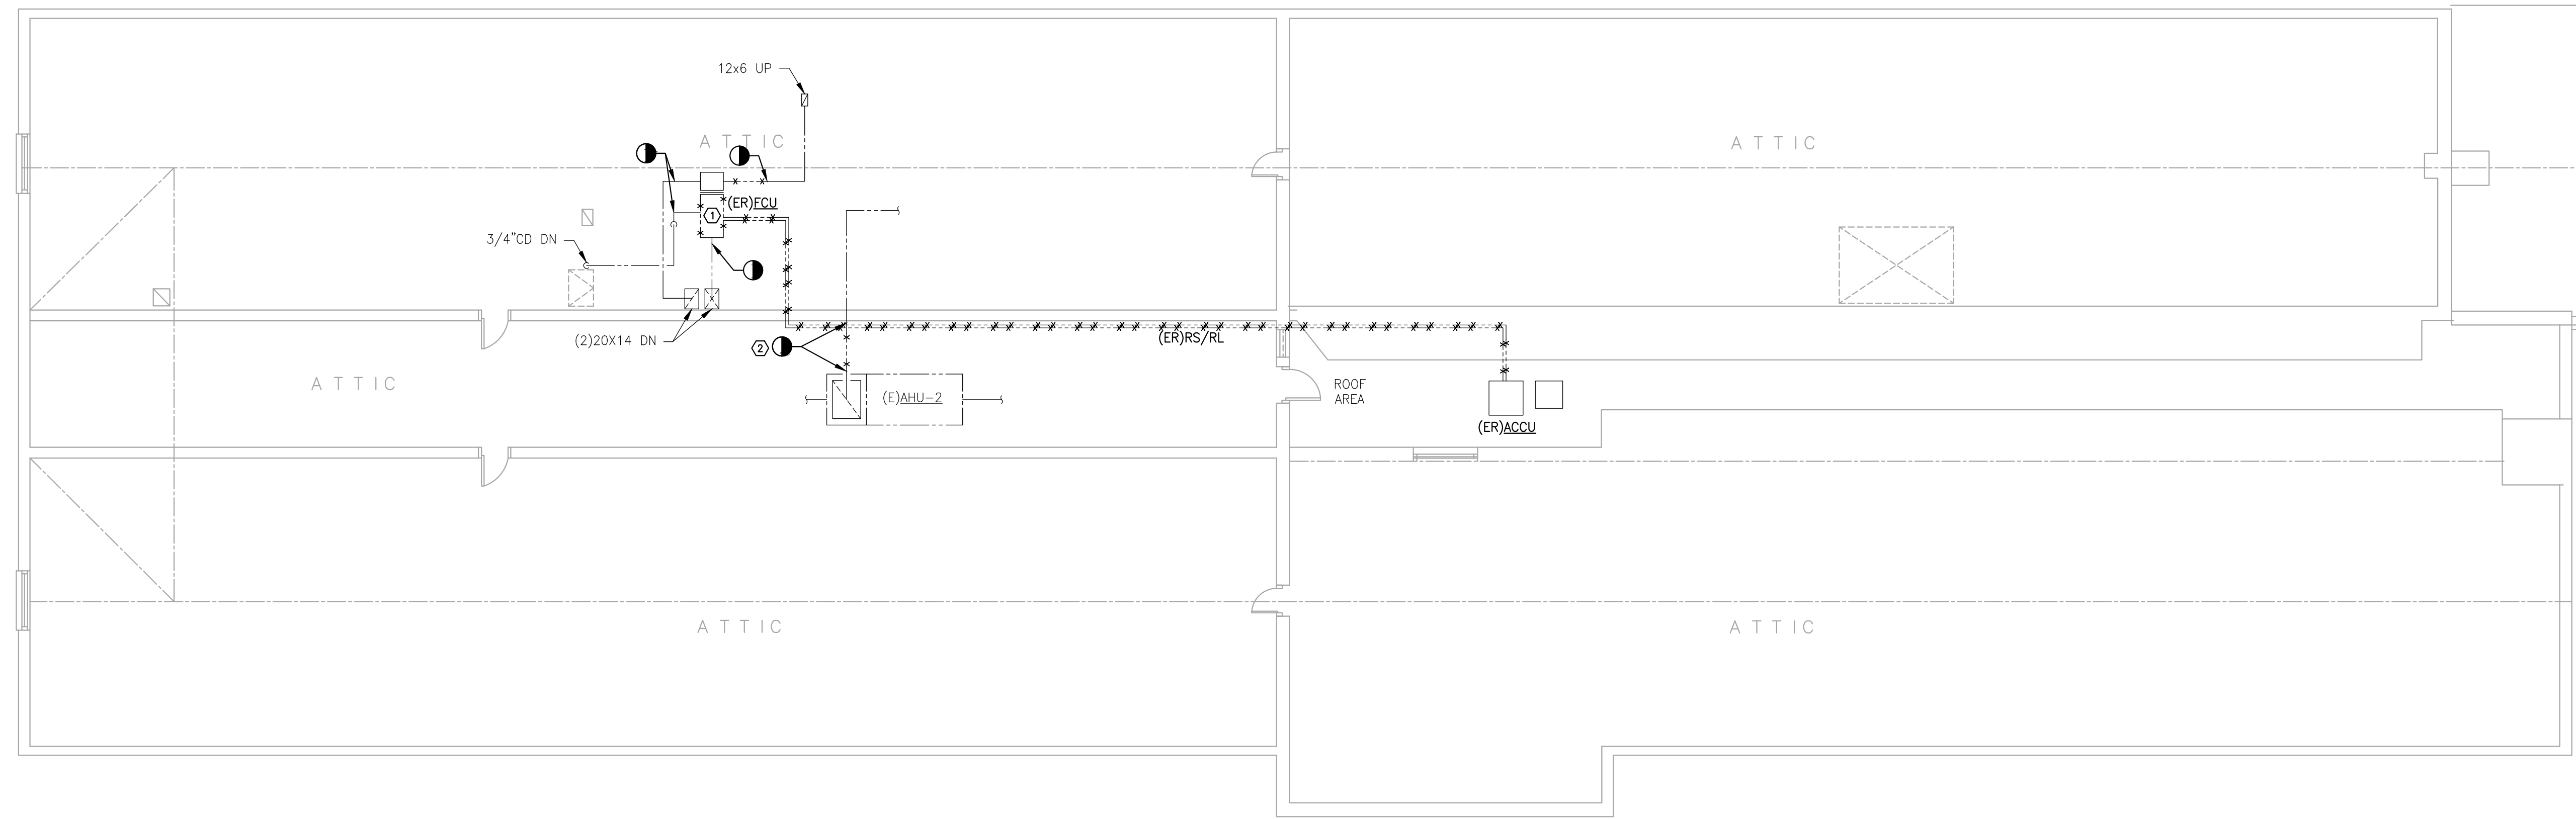 12x6 UP
ATTIC
ATTIC
(ER)FCU
1
3/4"CD DN
(2)20X14 DN
2
(ER)RS/RL
ATTIC
(E)AHU-2
ROOF
AREA
(ER)ACCU
ATTIC
ATTIC